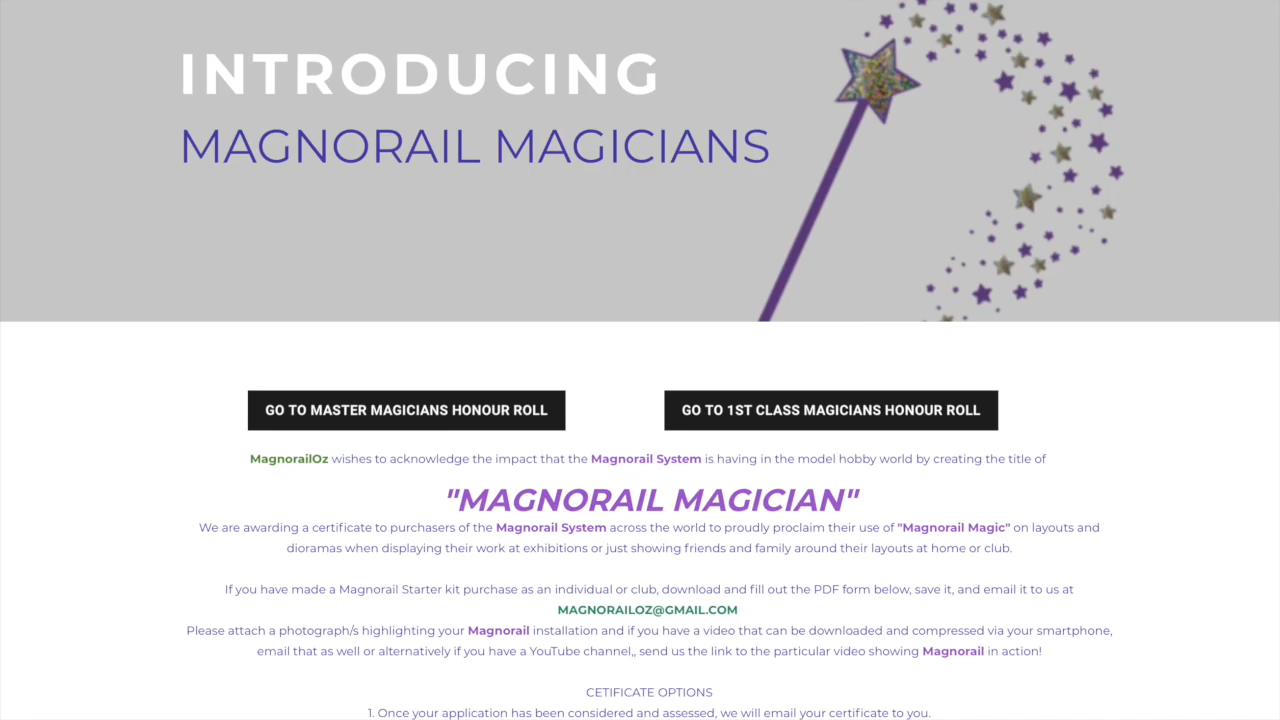 INTRODUCING
MAGNORAIL MAGICIANS
GO TO MASTER MAGICIANS HONOUR ROLL
GO TO 1ST CLASS MAGICIANS HONOUR ROLL
MagnorailOz wishes to acknowledge the impact that the Magnorail System is having in the model hobby world by creating the title of
"MAGNORAIL MAGICIAN"
We are awarding a certificate to purchasers of the Magnorail System across the world to proudly proclaim their use of "Magnorail Magic" on layouts and
dioramas when displaying their work at exhibitions or just showing friends and family around their layouts at home or club.
If you have made a Magnorail Starter kit purchase as an individual or club, download and fill out the PDF form below, save it, and email it to us at
MAGNORAILOZ@GMAIL.COM
Please attach a photograph/s highlighting your Magnorail installation and if you have a video that can be downloaded and compressed via your smartphone,
email that as well or alternatively if you have a YouTube channel,, send us the link to the particular video showing Magnorail in action!
CETIFICATE OPTIONS
1. Once your application has been considered and assessed, we will email your certificate to you.